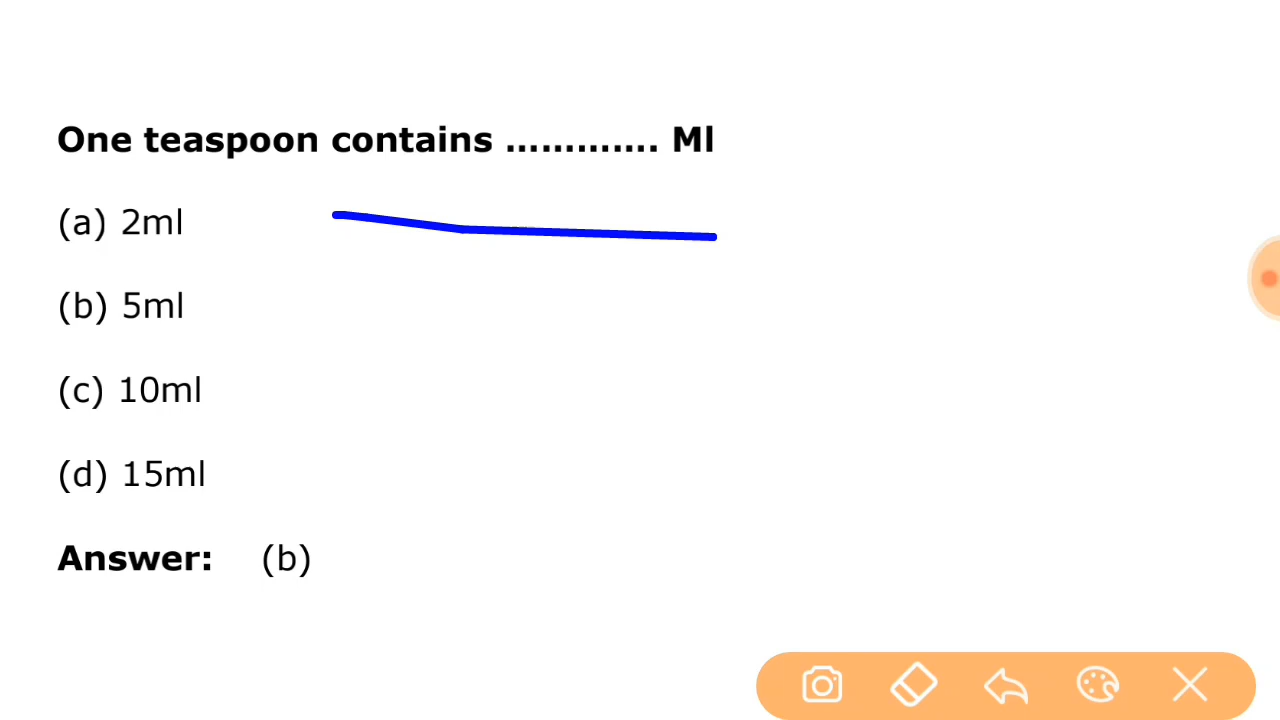 One teaspoon contains ............. Ml
(a) 2ml
(b) 5ml
(c) 10ml
(d) 15ml
Answer: (b)